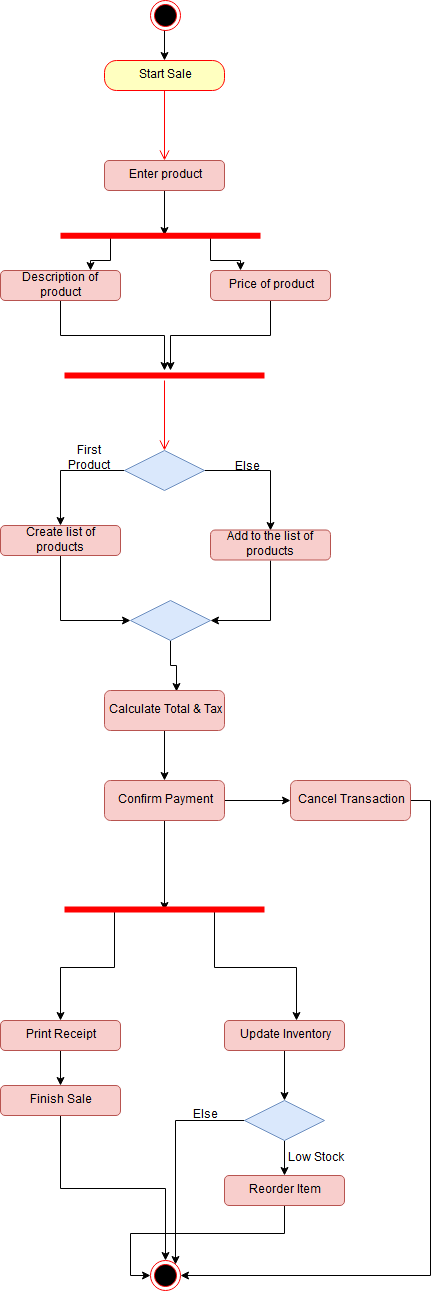 Start Sale
Enter product
Description of
product
Price of product
First
Product
Else
Create list of
products
Add to the list of
products
Calculate Total & Tax
Confirm Payment
Cancel Transaction
Print Receipt
Update Inventory
Finish Sale
Else
Low Stock
Reorder Item